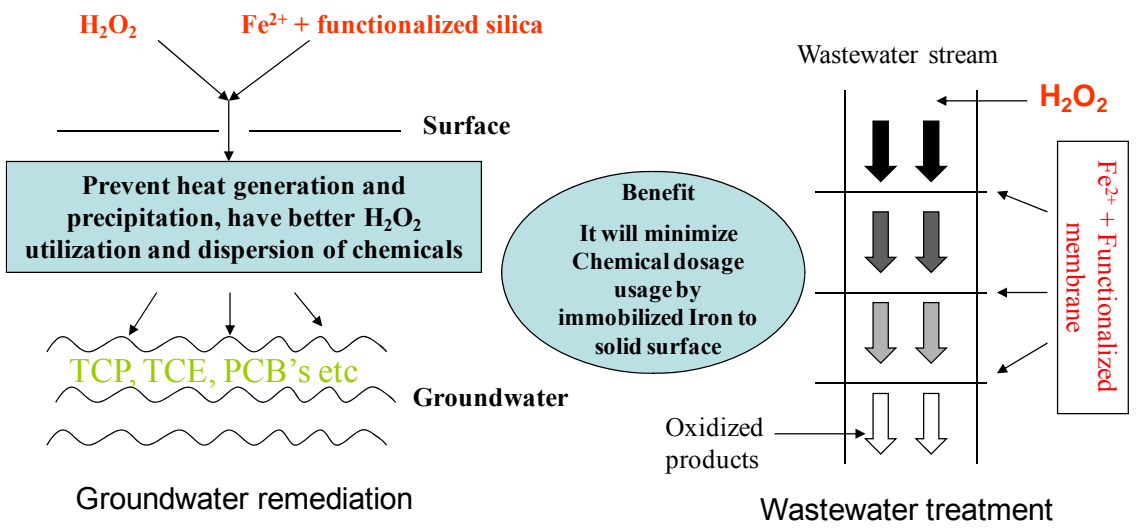 H₂O₂
Fe²⁺ + functionalized silica
Surface
Prevent heat generation and
precipitation, have better H₂O₂
utilization and dispersion of chemicals
TCP, TCE, PCB's etc
Groundwater
Groundwater remediation
Benefit
It will minimize
Chemical dosage
usage by
immobilized Iron to
solid surface
Wastewater stream
H₂O₂
Fe²⁺ + Functionalized
membrane
Oxidized
products
Wastewater treatment